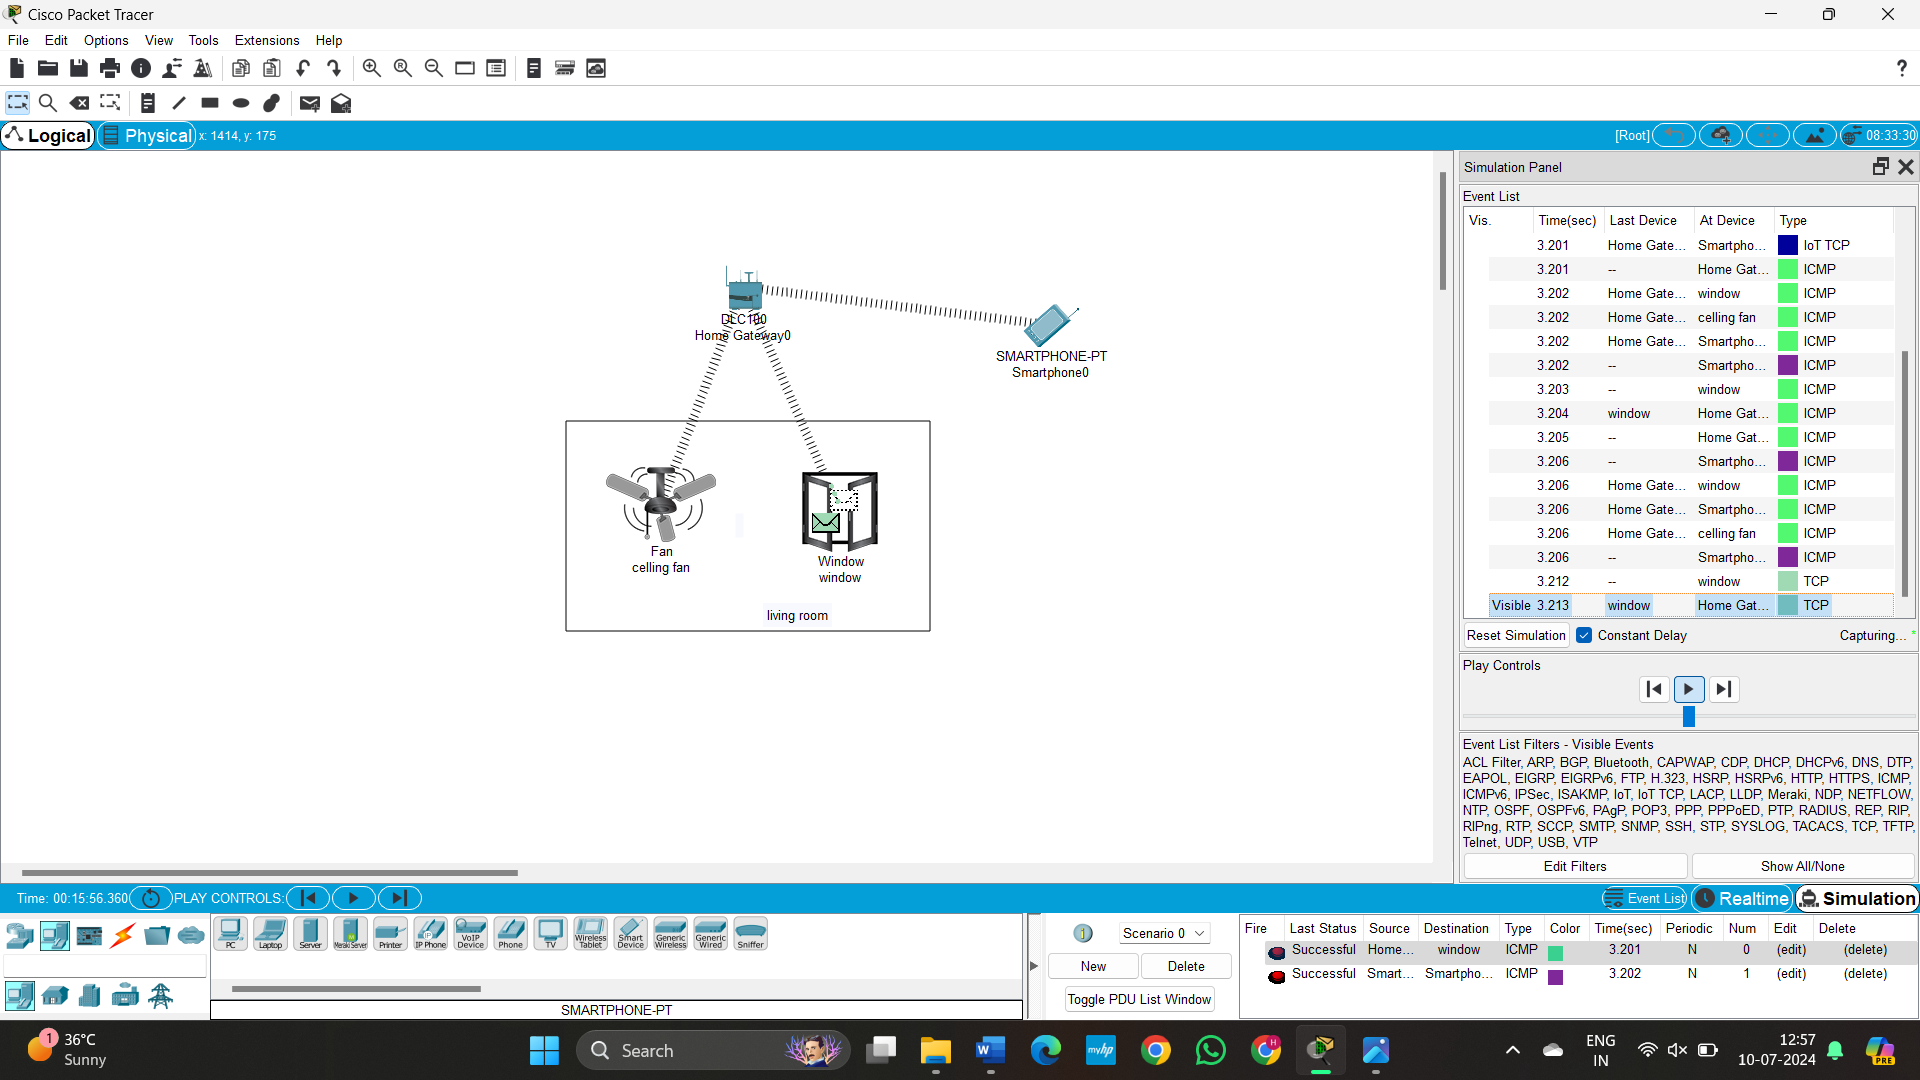 Cisco Packet Tracer
File Edit Options View Tools Extensions Help
?
Logical Physical x: 1414, y: 175 [Root] 08:33:30
DLC100
Home Gateway0
SMARTPHONE-PT
Smartphone0
Fan
celling fan
Window
window
living room
Simulation Panel
Event List
Vis. Time(sec) Last Device At Device Type
3.201 Home Gate... Smartpho... IoT TCP
3.201 -- Home Gat... ICMP
3.202 Home Gate... window ICMP
3.202 Home Gate... celling fan ICMP
3.202 Home Gate... Smartpho... ICMP
3.202 -- Smartpho... ICMP
3.203 -- window ICMP
3.204 window Home Gat... ICMP
3.205 -- Home Gat... ICMP
3.206 -- Smartpho... ICMP
3.206 Home Gate... window ICMP
3.206 Home Gate... Smartpho... ICMP
3.206 Home Gate... celling fan ICMP
3.206 -- Smartpho... ICMP
3.212 -- window TCP
Visible 3.213 window Home Gat... TCP
Reset Simulation Constant Delay Capturing... *
Play Controls
Event List Filters - Visible Events
ACL Filter, ARP, BGP, Bluetooth, CAPWAP, CDP, DHCP, DHCPv6, DNS, DTP,
EAPOL, EIGRP, EIGRPv6, FTP, H.323, HSRP, HSRPv6, HTTP, HTTPS, ICMP,
ICMPv6, IPSec, ISAKMP, IoT, IoT TCP, LACP, LLDP, Meraki, NDP, NETFLOW,
NTP, OSPF, OSPFv6, PAgP, POP3, PPP, PPPoED, PTP, RADIUS, REP, RIP,
RIPng, RTP, SCCP, SMTP, SNMP, SSH, STP, SYSLOG, TACACS, TCP, TFTP,
Telnet, UDP, USB, VTP
Edit Filters Show All/None
Time: 00:15:56.360 PLAY CONTROLS: Event List Realtime Simulation
PC Laptop Server Meraki Server Printer IP Phone VoIP Device Phone TV Wireless Tablet Smart Device Generic Wireless Generic Wired Sniffer
SMARTPHONE-PT
1 Scenario 0
New Delete
Toggle PDU List Window
Fire Last Status Source Destination Type Color Time(sec) Periodic Num Edit Delete
Successful Home... window ICMP 3.201 N 0 (edit) (delete)
Successful Smart... Smartpho... ICMP 3.202 N 1 (edit) (delete)
1 36°C
Sunny
Search
myhp
H
ENG
IN
12:57
10-07-2024
PRE